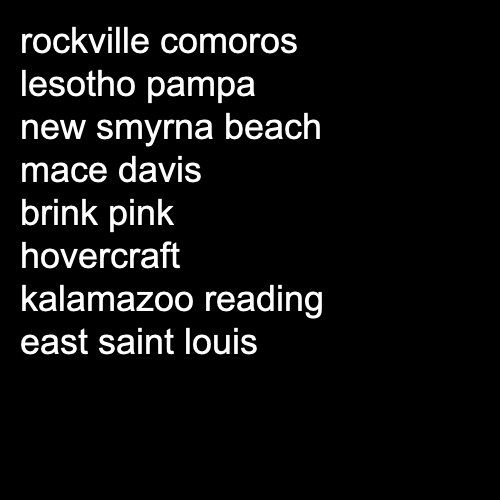 rockville comoros
lesotho pampa
new smyrna beach
mace davis
brink pink
hovercraft
kalamazoo reading
east saint louis